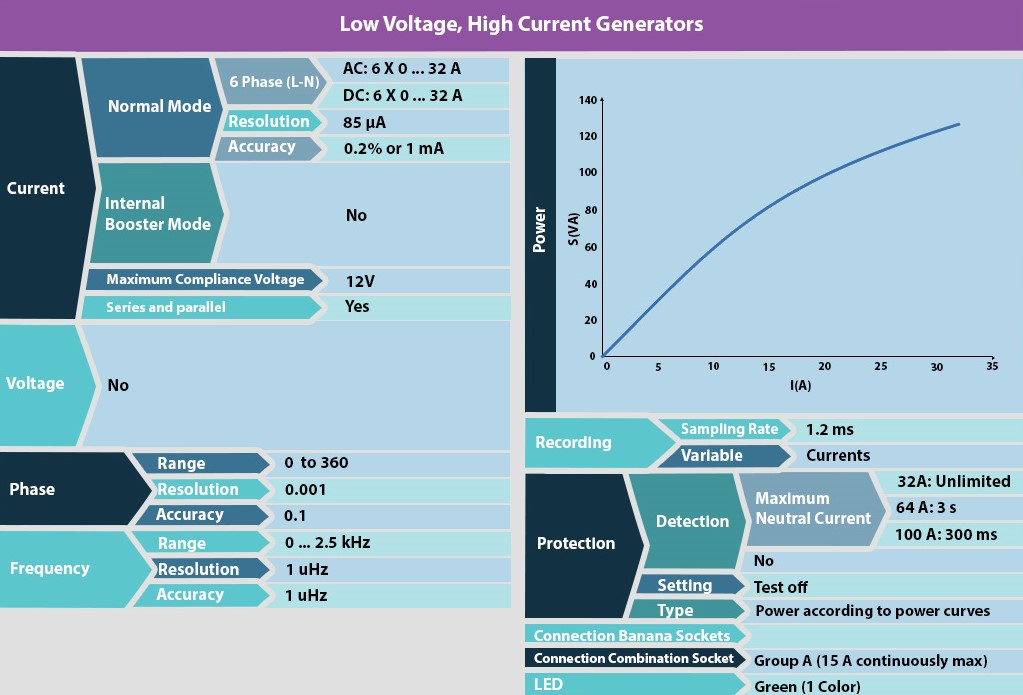 Low Voltage, High Current Generators
Current
Normal Mode
6 Phase (L-N)
AC: 6 X 0 ... 32 A
DC: 6 X 0 ... 32 A
Resolution
85 µA
Accuracy
0.2% or 1 mA
Internal
Booster Mode
No
Maximum Compliance Voltage
12V
Series and parallel
Yes
Voltage
No
Phase
Range
0 to 360
Resolution
0.001
Accuracy
0.1
Frequency
Range
0 ... 2.5 kHz
Resolution
1 uHz
Accuracy
1 uHz
Power
S(VA)
140
120
100
80
60
40
20
0
0 5 10 15 20 25 30 35
I(A)
Recording
Sampling Rate
1.2 ms
Variable
Currents
Protection
Detection
Maximum
Neutral Current
32A: Unlimited
64 A: 3 s
100 A: 300 ms
No
Setting
Test off
Type
Power according to power curves
Connection Banana Sockets
Connection Combination Socket
Group A (15 A continuously max)
LED
Green (1 Color)